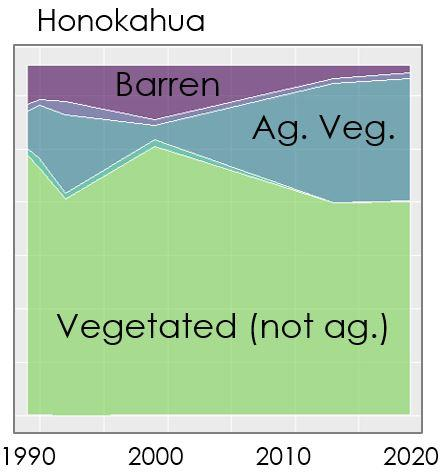 Honokahua
Barren
Ag. Veg.
Vegetated (not ag.)
1990 2000 2010 2020